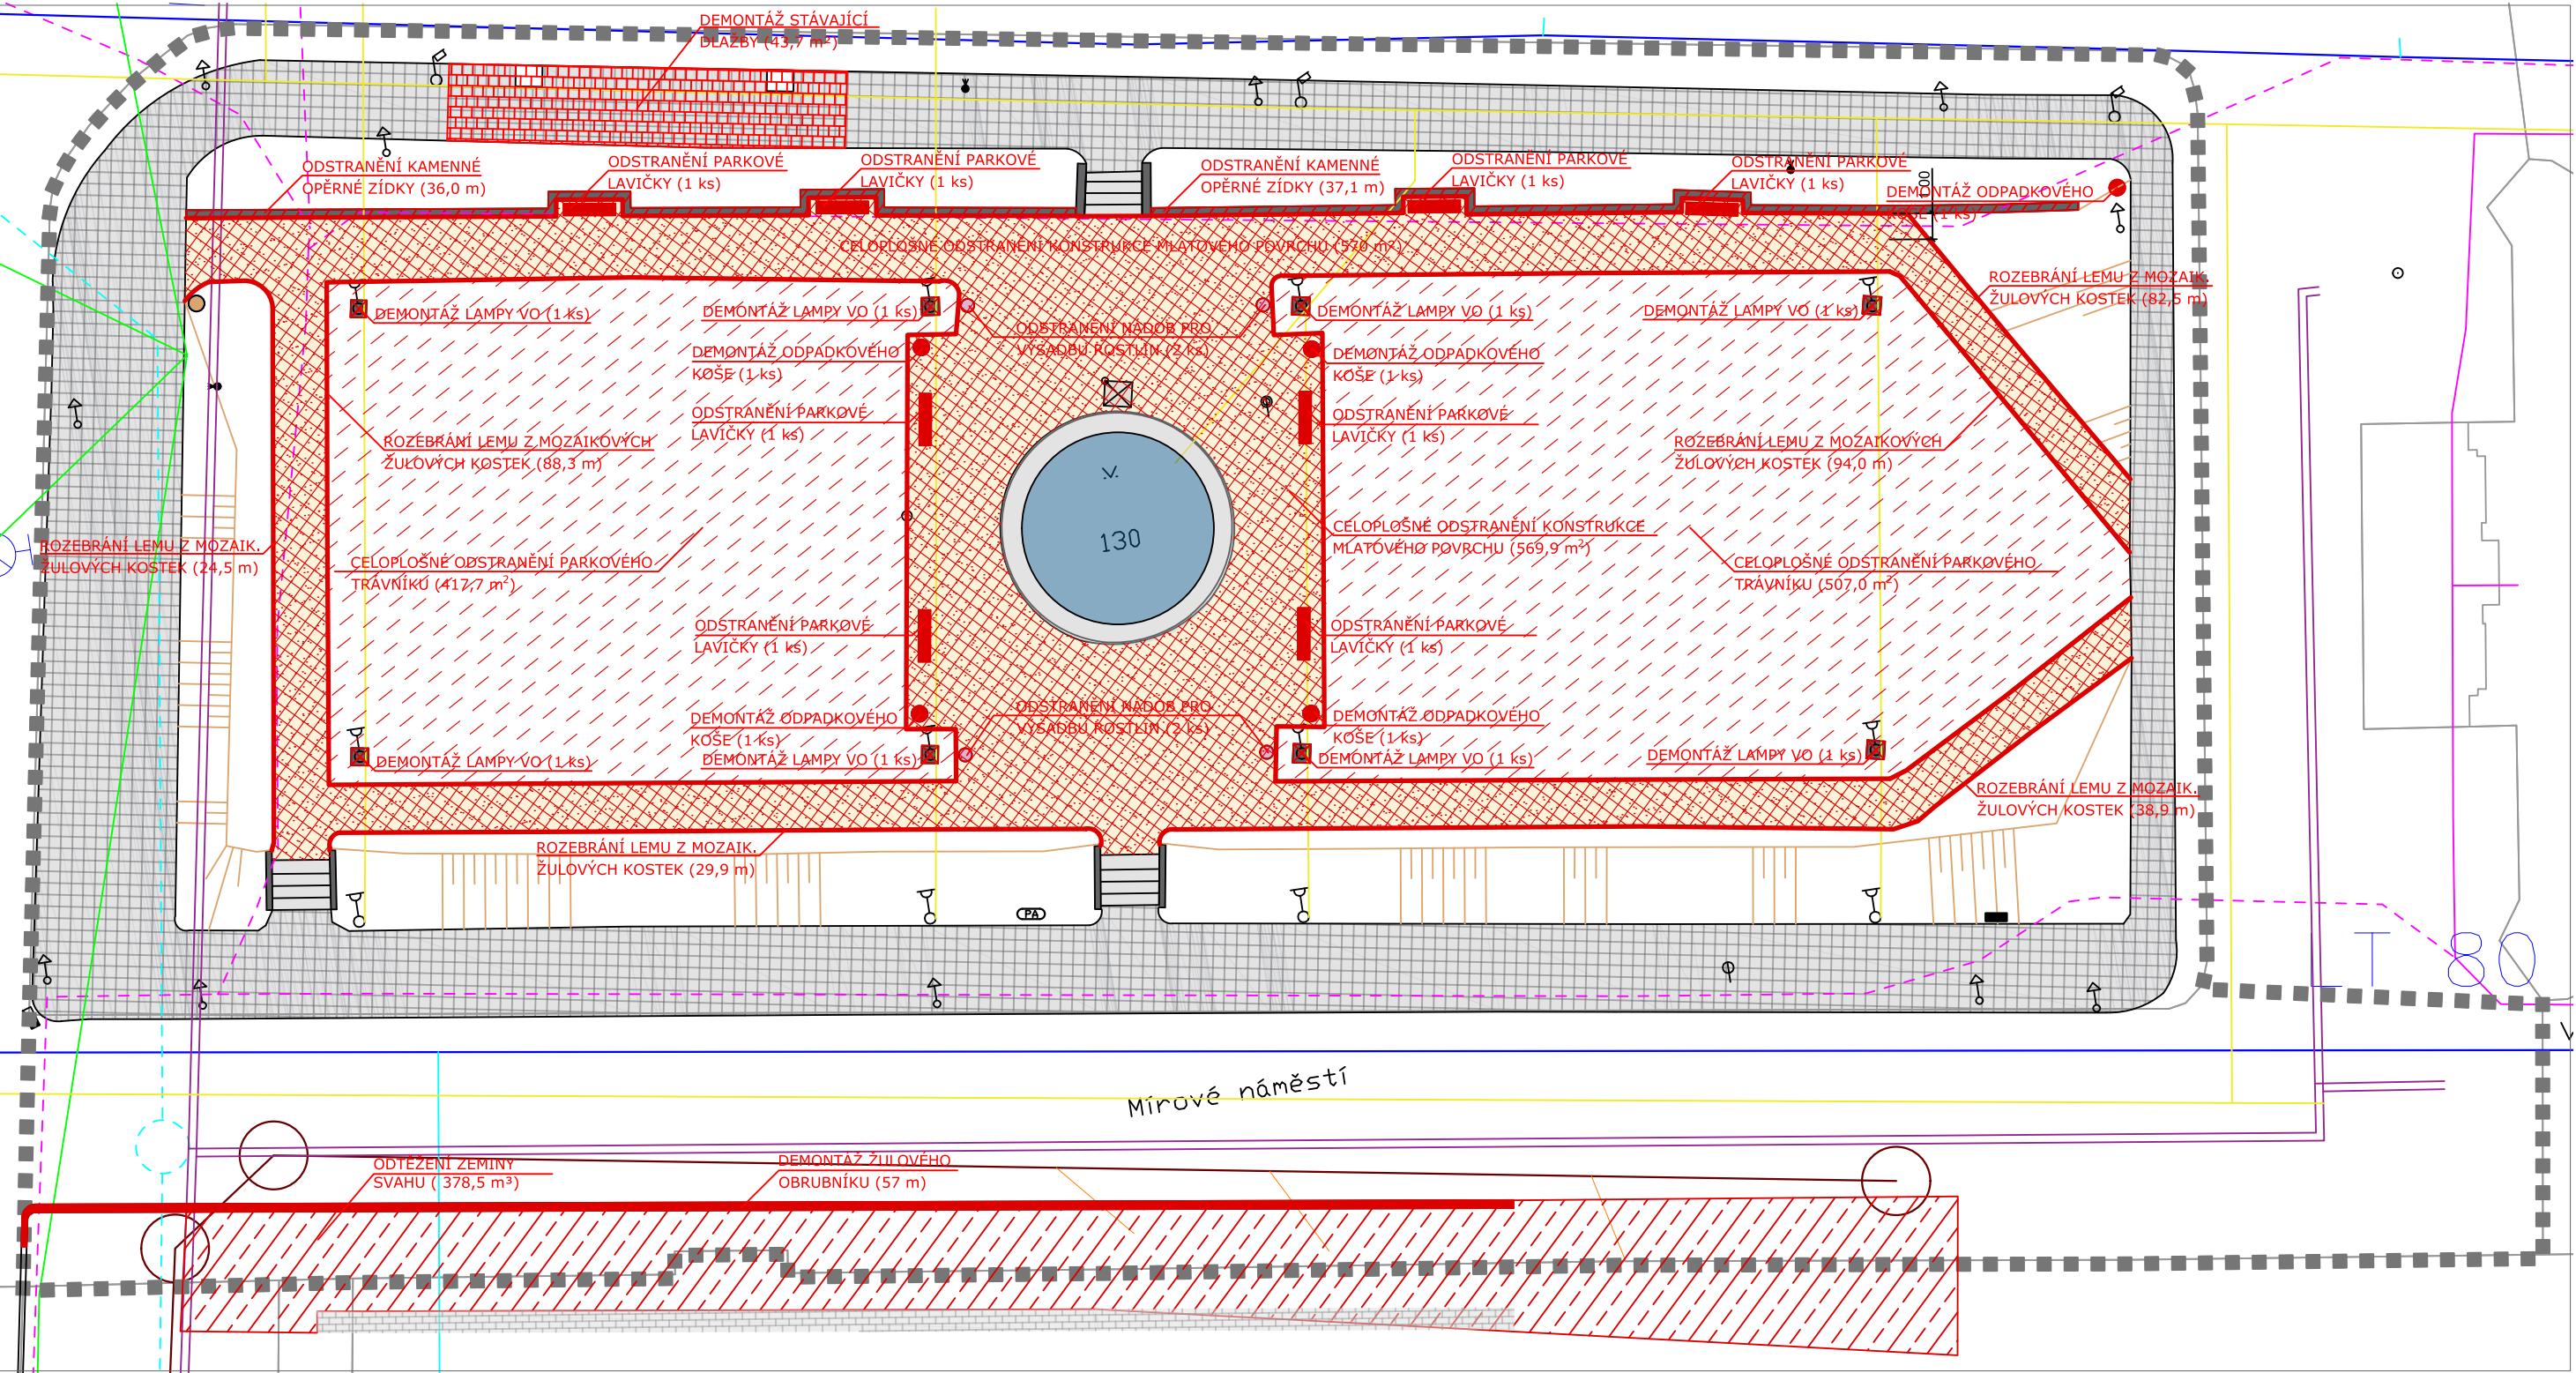 DEMONTÁŽ STÁVAJÍCÍ
DLAŽBY (43,7 m²)
ODSTRANĚNÍ KAMENNÉ
OPĚRNÉ ZÍDKY (36,0 m)
ODSTRANĚNÍ PARKOVÉ
LAVIČKY (1 ks)
ODSTRANĚNÍ PARKOVÉ
LAVIČKY (1 ks)
ODSTRANĚNÍ KAMENNÉ
OPĚRNÉ ZÍDKY (37,1 m)
ODSTRANĚNÍ PARKOVÉ
LAVIČKY (1 ks)
ODSTRANĚNÍ PARKOVÉ
LAVIČKY (1 ks)
DEMONTÁŽ ODPADKOVÉHO
KOŠE (1 ks)
CELOPLOŠNÉ ODSTRANĚNÍ KONSTRUKCE MLATOVÉHO POVRCHU (570 m²)
ROZEBRÁNÍ LEMU Z MOZAIK.
ŽULOVÝCH KOSTEK (82,5 m)
DEMONTÁŽ LAMPY VO (1 ks)
DEMONTÁŽ LAMPY VO (1 ks)
DEMONTÁŽ LAMPY VO (1 ks)
DEMONTÁŽ LAMPY VO (1 ks)
ODSTRANĚNÍ NÁDOB PRO
VÝSADBU ROSTLIN (2 ks)
DEMONTÁŽ ODPADKOVÉHO
KOŠE (1 ks)
DEMONTÁŽ ODPADKOVÉHO
KOŠE (1 ks)
ODSTRANĚNÍ PARKOVÉ
LAVIČKY (1 ks)
ODSTRANĚNÍ PARKOVÉ
LAVIČKY (1 ks)
ROZEBRÁNÍ LEMU Z MOZAIKOVÝCH
ŽULOVÝCH KOSTEK (88,3 m)
ROZEBRÁNÍ LEMU Z MOZAIKOVÝCH
ŽULOVÝCH KOSTEK (94,0 m)
130
ROZEBRÁNÍ LEMU Z MOZAIK.
ŽULOVÝCH KOSTEK (24,5 m)
CELOPLOŠNÉ ODSTRANĚNÍ PARKOVÉHO
TRÁVNÍKU (417,7 m²)
CELOPLOŠNÉ ODSTRANĚNÍ KONSTRUKCE
MLATOVÉHO POVRCHU (569,9 m²)
CELOPLOŠNÉ ODSTRANĚNÍ PARKOVÉHO
TRÁVNÍKU (507,0 m²)
ODSTRANĚNÍ PARKOVÉ
LAVIČKY (1 ks)
ODSTRANĚNÍ PARKOVÉ
LAVIČKY (1 ks)
ODSTRANĚNÍ NÁDOB PRO
VÝSADBU ROSTLIN (2 ks)
DEMONTÁŽ ODPADKOVÉHO
KOŠE (1 ks)
DEMONTÁŽ ODPADKOVÉHO
KOŠE (1 ks)
DEMONTÁŽ LAMPY VO (1 ks)
DEMONTÁŽ LAMPY VO (1 ks)
DEMONTÁŽ LAMPY VO (1 ks)
DEMONTÁŽ LAMPY VO (1 ks)
ROZEBRÁNÍ LEMU Z MOZAIK.
ŽULOVÝCH KOSTEK (38,9 m)
ROZEBRÁNÍ LEMU Z MOZAIK.
ŽULOVÝCH KOSTEK (29,9 m)
PA
80
Mírové náměstí
ODTĚŽENÍ ZEMINY
SVAHU ( 378,5 m³)
DEMONTÁŽ ŽULOVÉHO
OBRUBNÍKU (57 m)